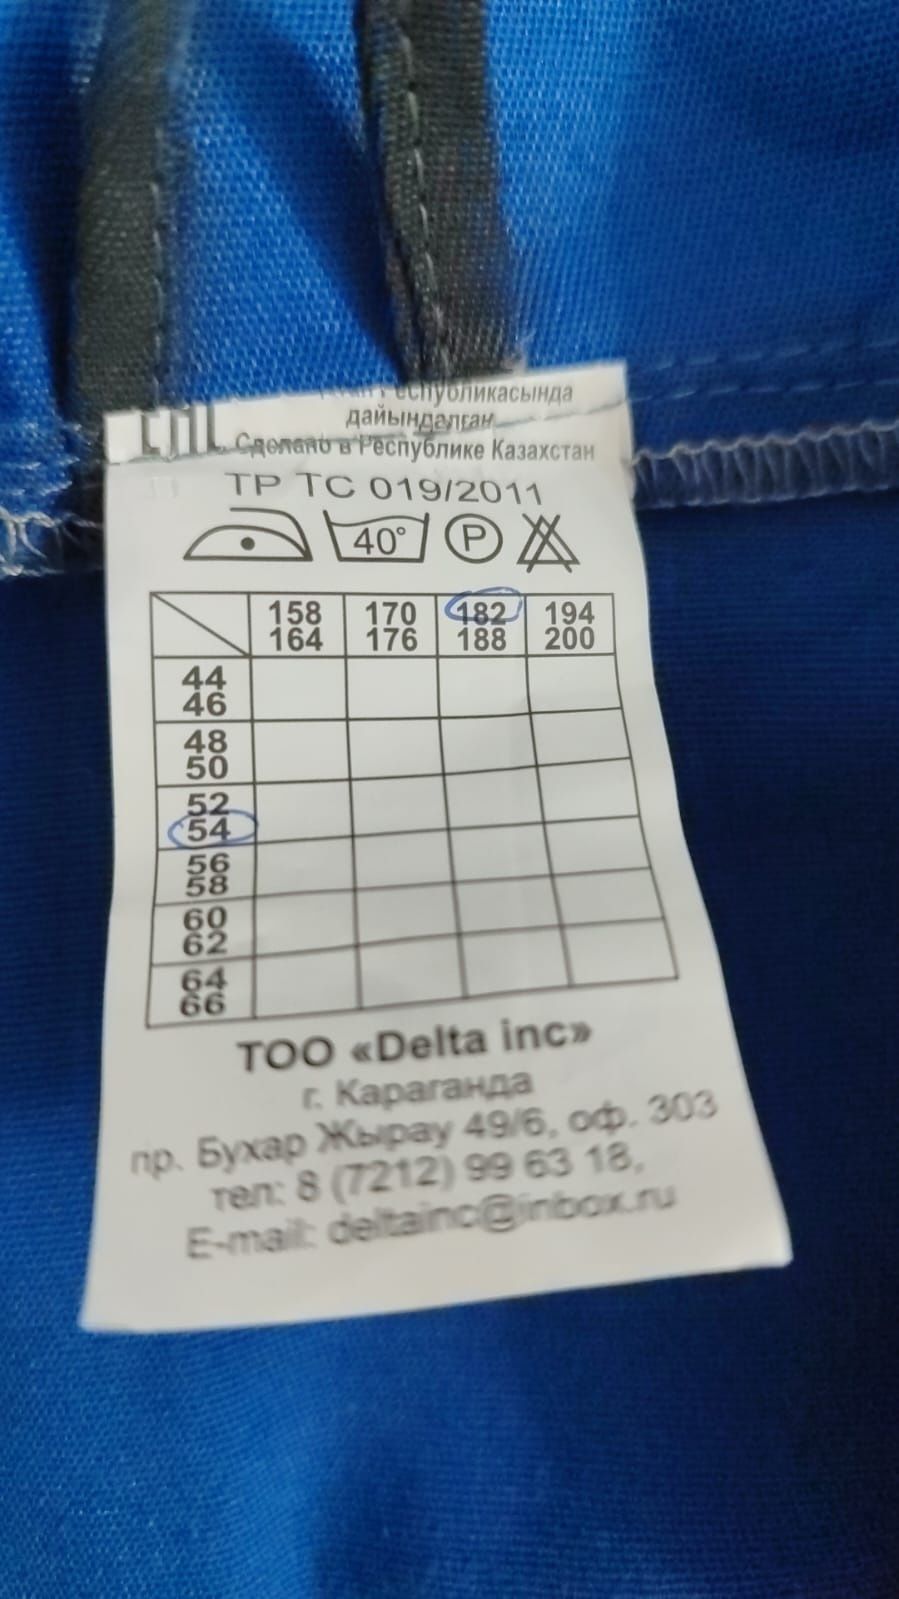 Республикасында
дайындалған
ЕАС Сделано в Республике Казахстан
ТР ТС 019/2011
40° P
158 170 182 194
164 176 188 200
44
46
48
50
52
54
56
58
60
62
64
66
ТОО «Delta inc»
г. Караганда
пр. Бухар Жырау 49/6, оф. 303
тел: 8 (7212) 99 63 18,
E-mail: deltainc@inbox.ru